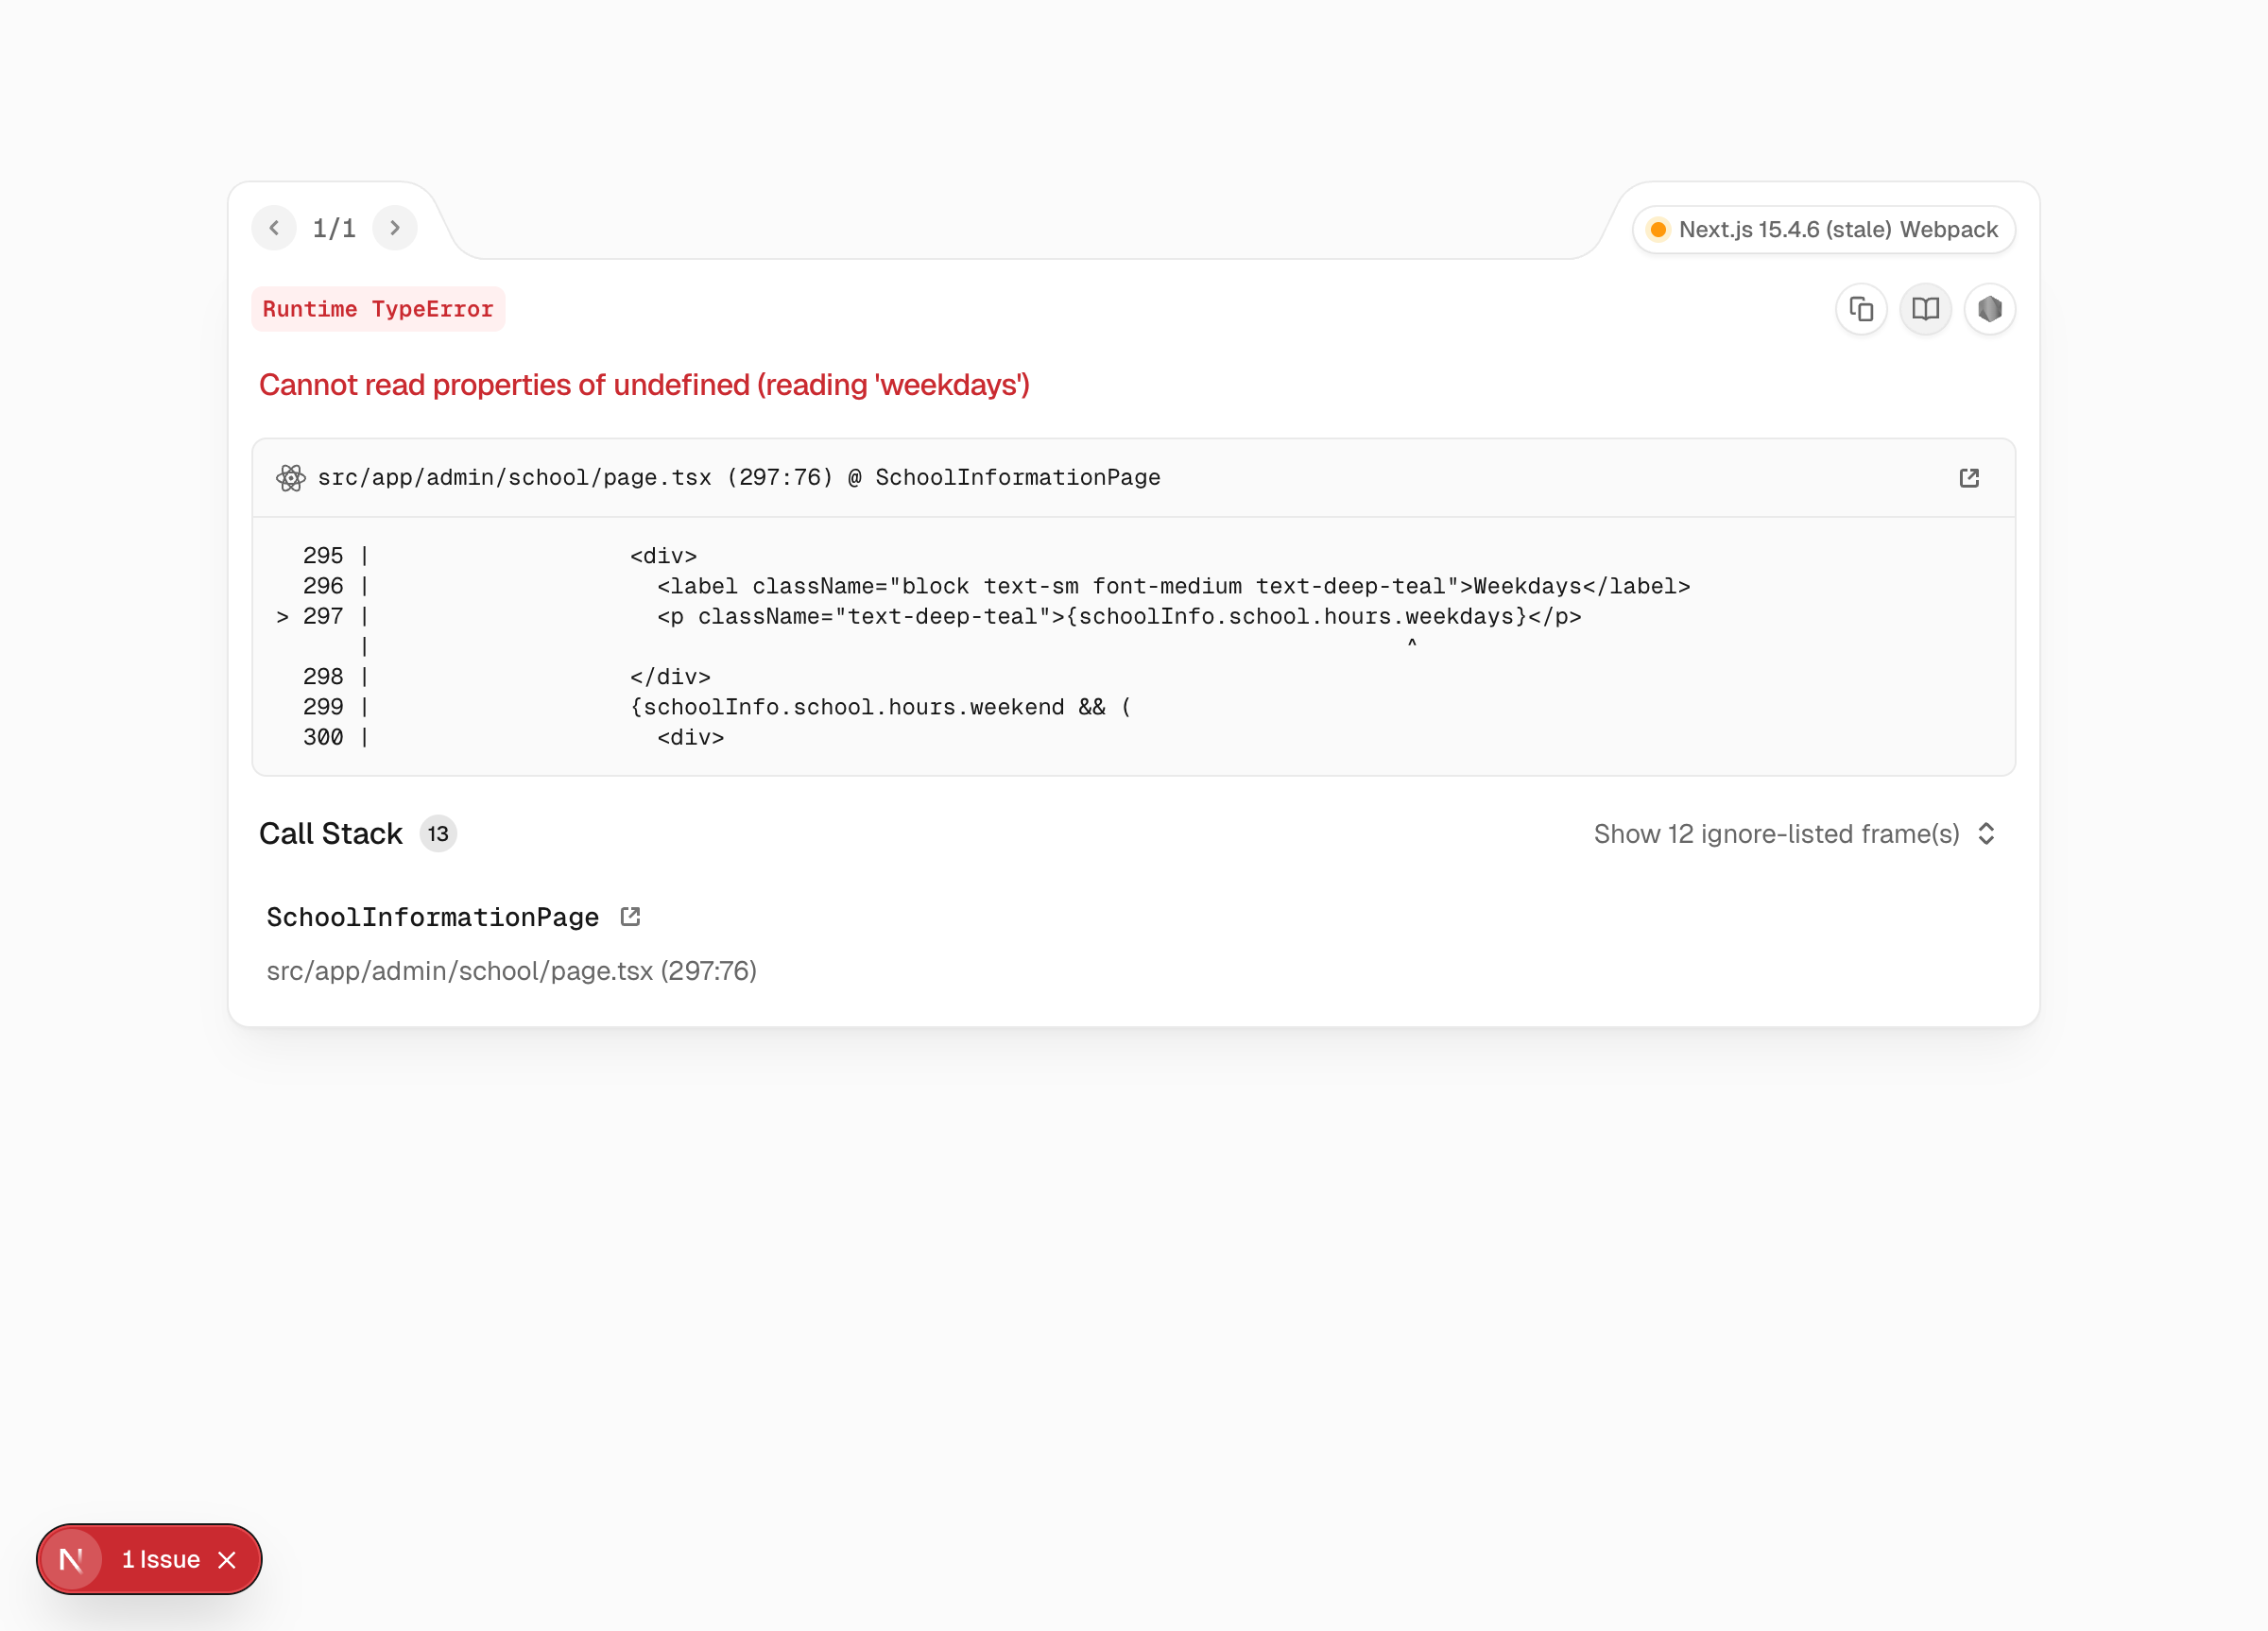 1/1
Next.js 15.4.6 (stale) Webpack
Runtime TypeError
Cannot read properties of undefined (reading 'weekdays')
src/app/admin/school/page.tsx (297:76) @ SchoolInformationPage
295 | <div>
296 | <label className="block text-sm font-medium text-deep-teal">Weekdays</label>
> 297 | <p className="text-deep-teal">{schoolInfo.school.hours.weekdays}</p>
| ^
298 | </div>
299 | {schoolInfo.school.hours.weekend && (
300 | <div>
Call Stack 13
Show 12 ignore-listed frame(s)
SchoolInformationPage
src/app/admin/school/page.tsx (297:76)
N 1 Issue